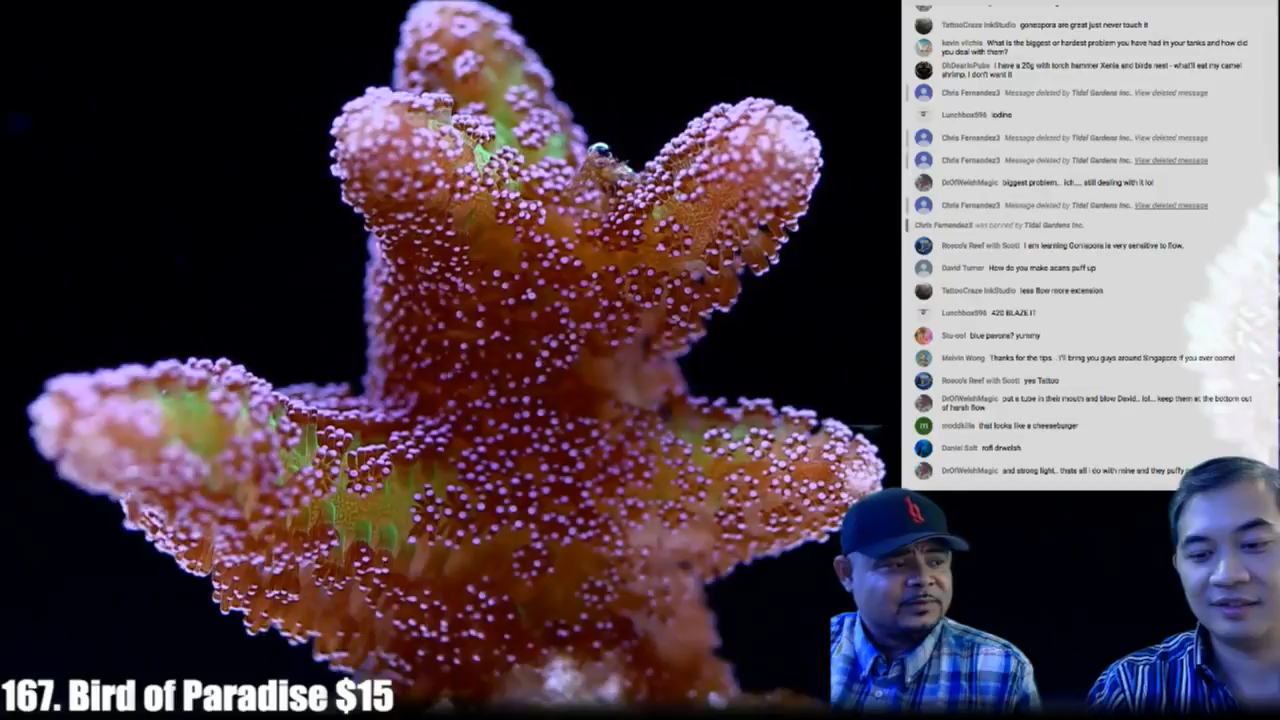 TattooCraze InkStudio goneopora are great just never touch it
kevin vilchis What is the biggest or hardest problem you have had in your tanks and how did
you deal with them?
OhDearInPube I have a 20g with torch hammer Xenia and birds nest - what'll eat my camel
shrimp, I don't want it
Chris Fernandez3 Message deleted by Tidal Gardens Inc.. View deleted message
Lunchbox598 iodine
Chris Fernandez3 Message deleted by Tidal Gardens Inc.. View deleted message
Chris Fernandez3 Message deleted by Tidal Gardens Inc.. View deleted message
DrOfWelshMagic biggest problem... ich.... still dealing with it lol
Chris Fernandez3 Message deleted by Tidal Gardens Inc.. View deleted message
Chris Fernandez3 was banned by Tidal Gardens Inc.
Rosco's Reef with Scott I am learning Goniopora is very sensitive to flow.
David Turner How do you make acans puff up
TattooCraze InkStudio less flow more extension
Lunchbox598 420 BLAZE IT
Stu-ool blue pavona? yummy
Melvin Wong Thanks for the tips. . I'll bring you guys around Singapore if you ever come!
Rosco's Reef with Scott yes Tattoo
DrOfWelshMagic put a tube in their mouth and blow David.. lol... keep them at the bottom out
of harsh flow
m moddkilla that looks like a cheeseburger
Daniel Salt rofl drwelsh
DrOfWelshMagic and strong light.. thats all i do with mine and they puffy
167. Bird of Paradise $15